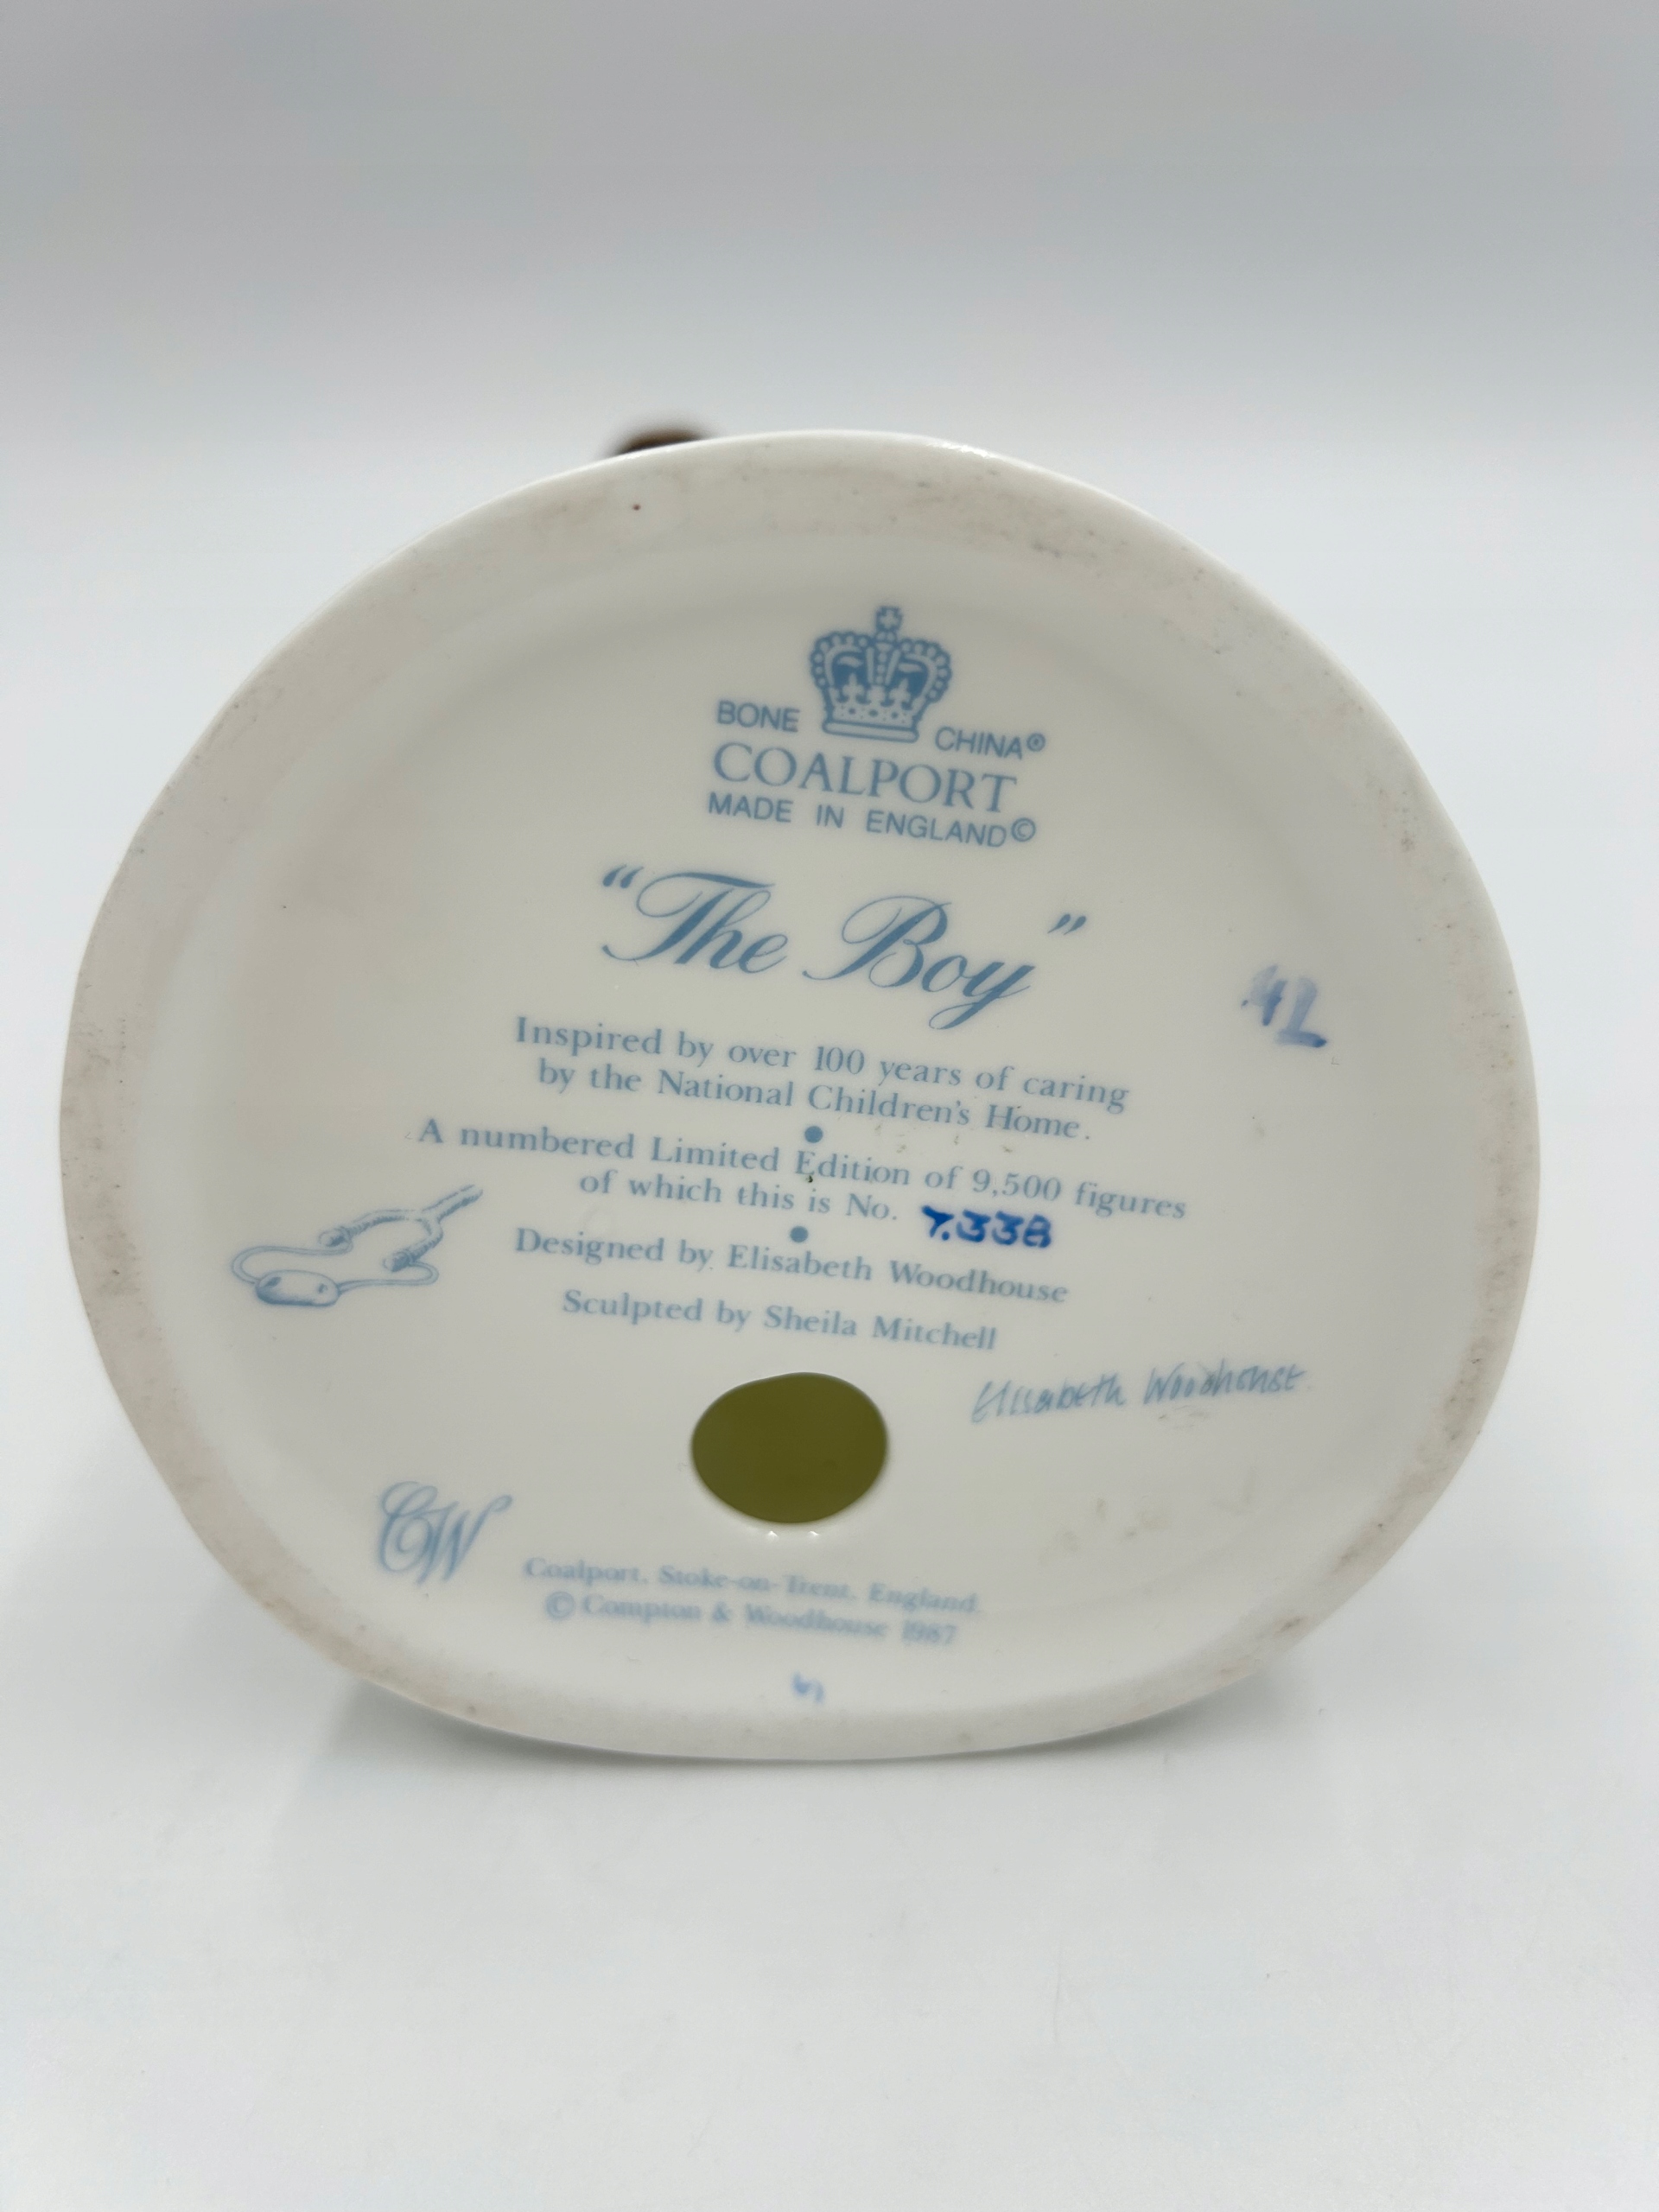 BONE CHINA®
COALPORT
MADE IN ENGLAND©
“The Boy”
42
Inspired by over 100 years of caring
by the National Children's Home.
•
A numbered Limited Edition of 9,500 figures
of which this is No. 7.338
•
Designed by Elisabeth Woodhouse
Sculpted by Sheila Mitchell
Elisabeth Woodhouse
CW
Coalport, Stoke-on-Trent, England.
© Compton & Woodhouse 1987